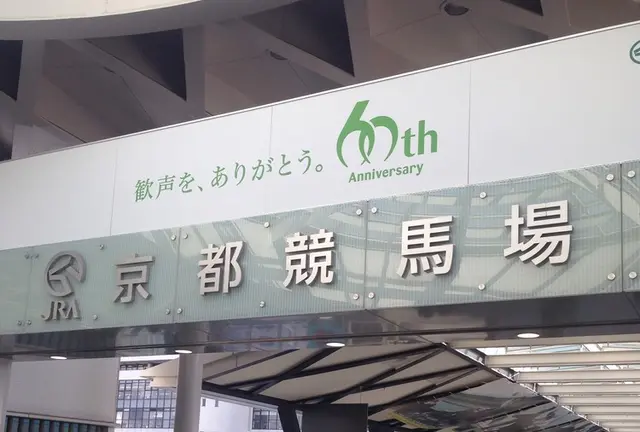 歓声を、ありがとう。
60th
Anniversary
JRA
京都競馬場